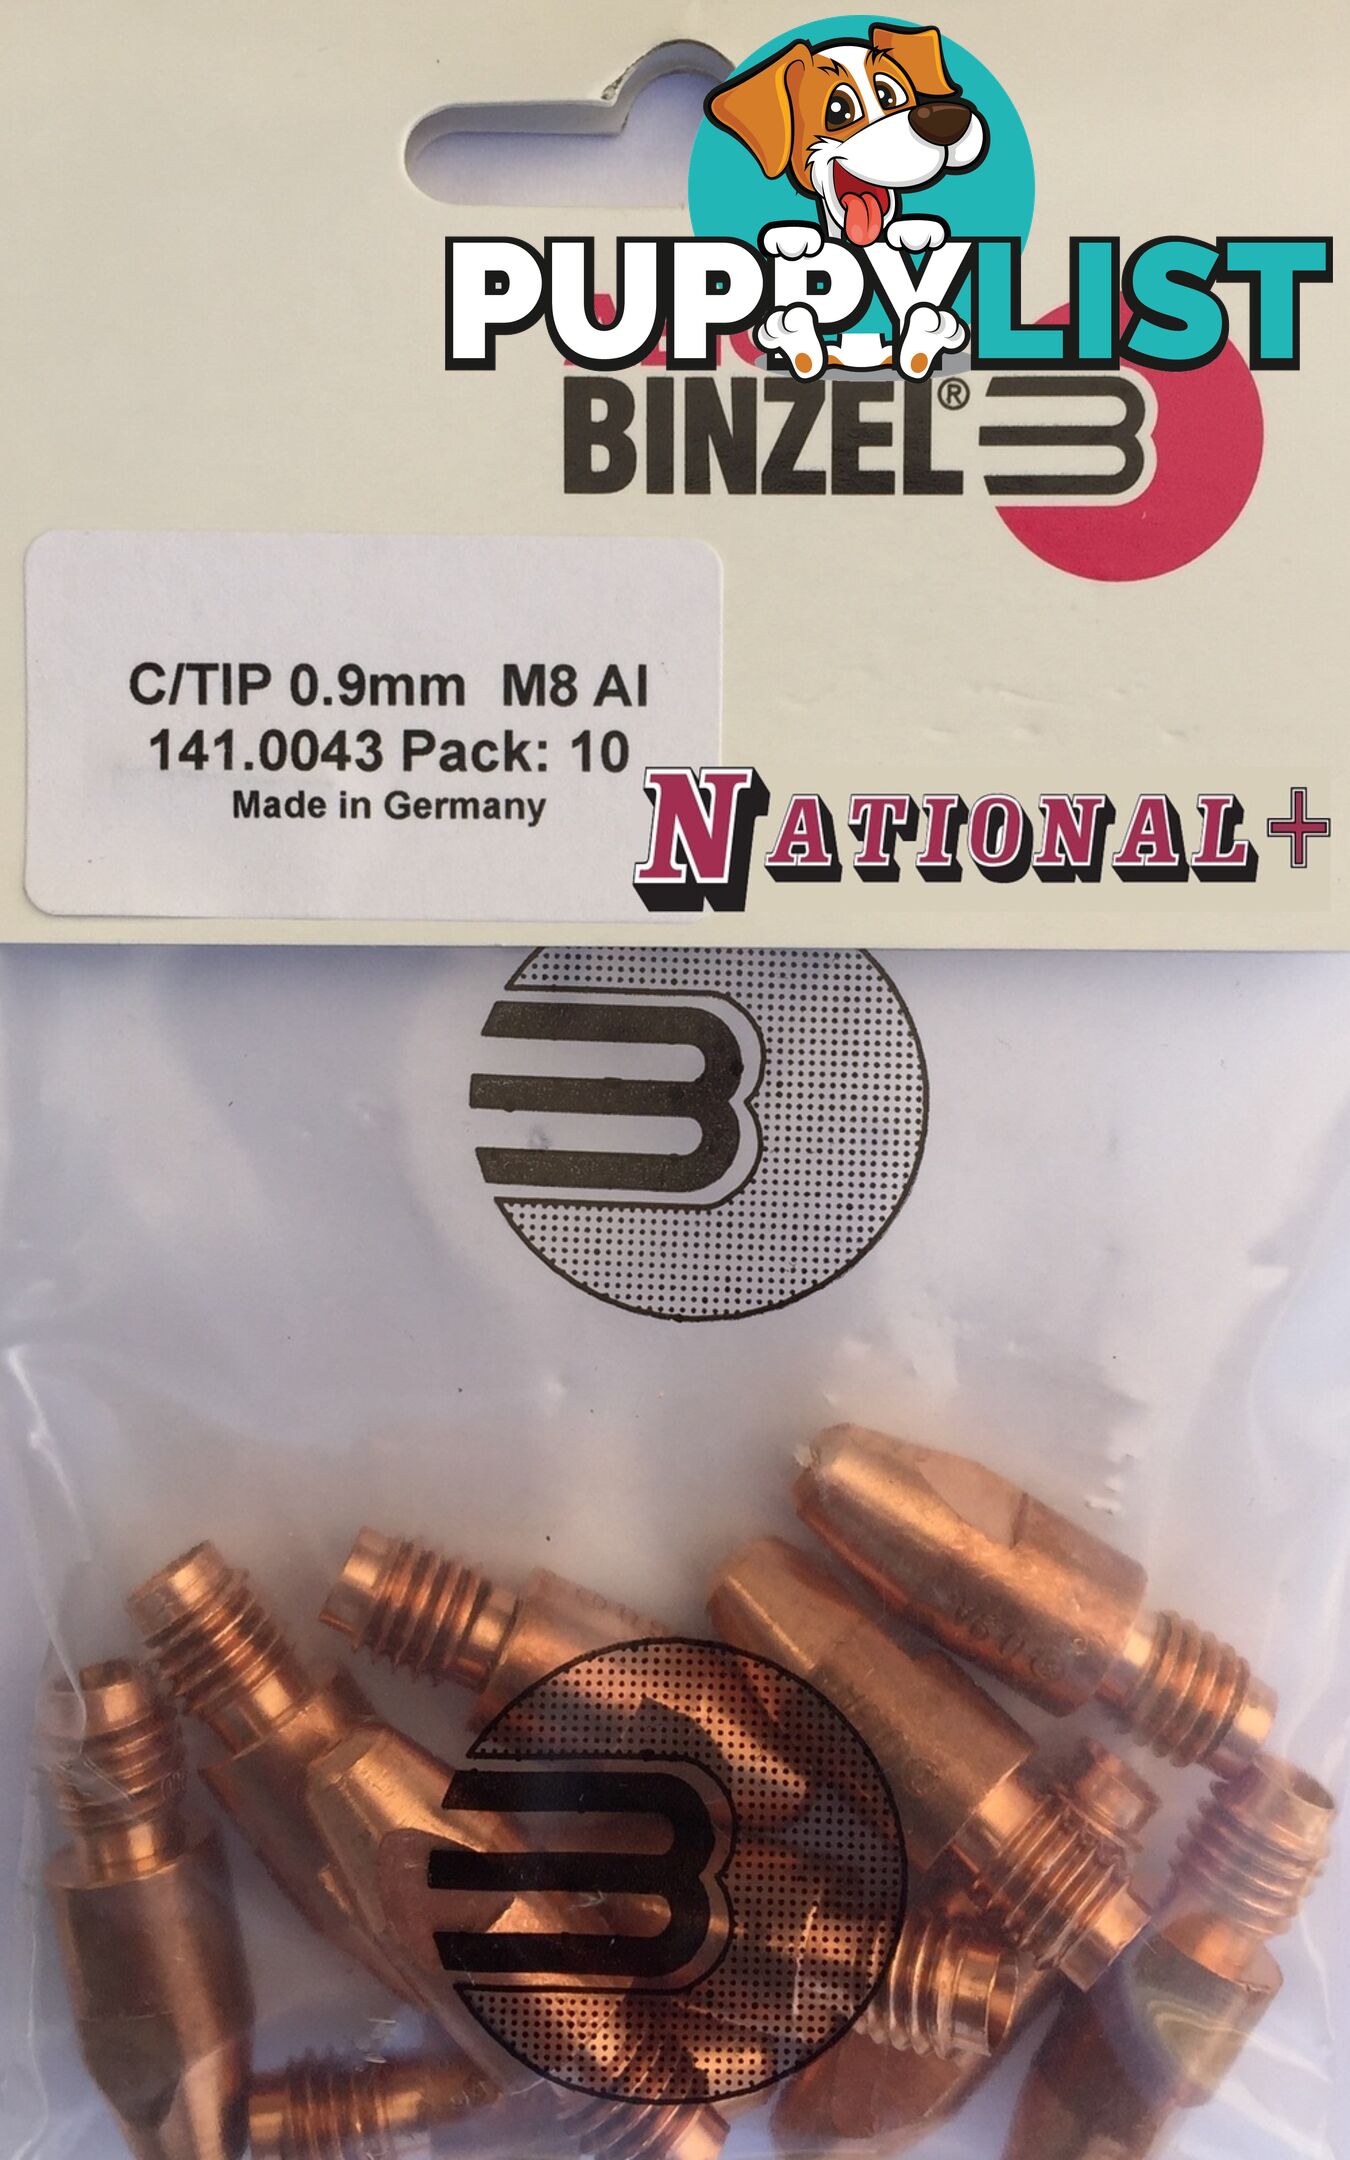 PUPPYLIST
BINZEL®
C/TIP 0.9mm M8 Al
141.0043 Pack: 10
Made in Germany
NATIONAL+